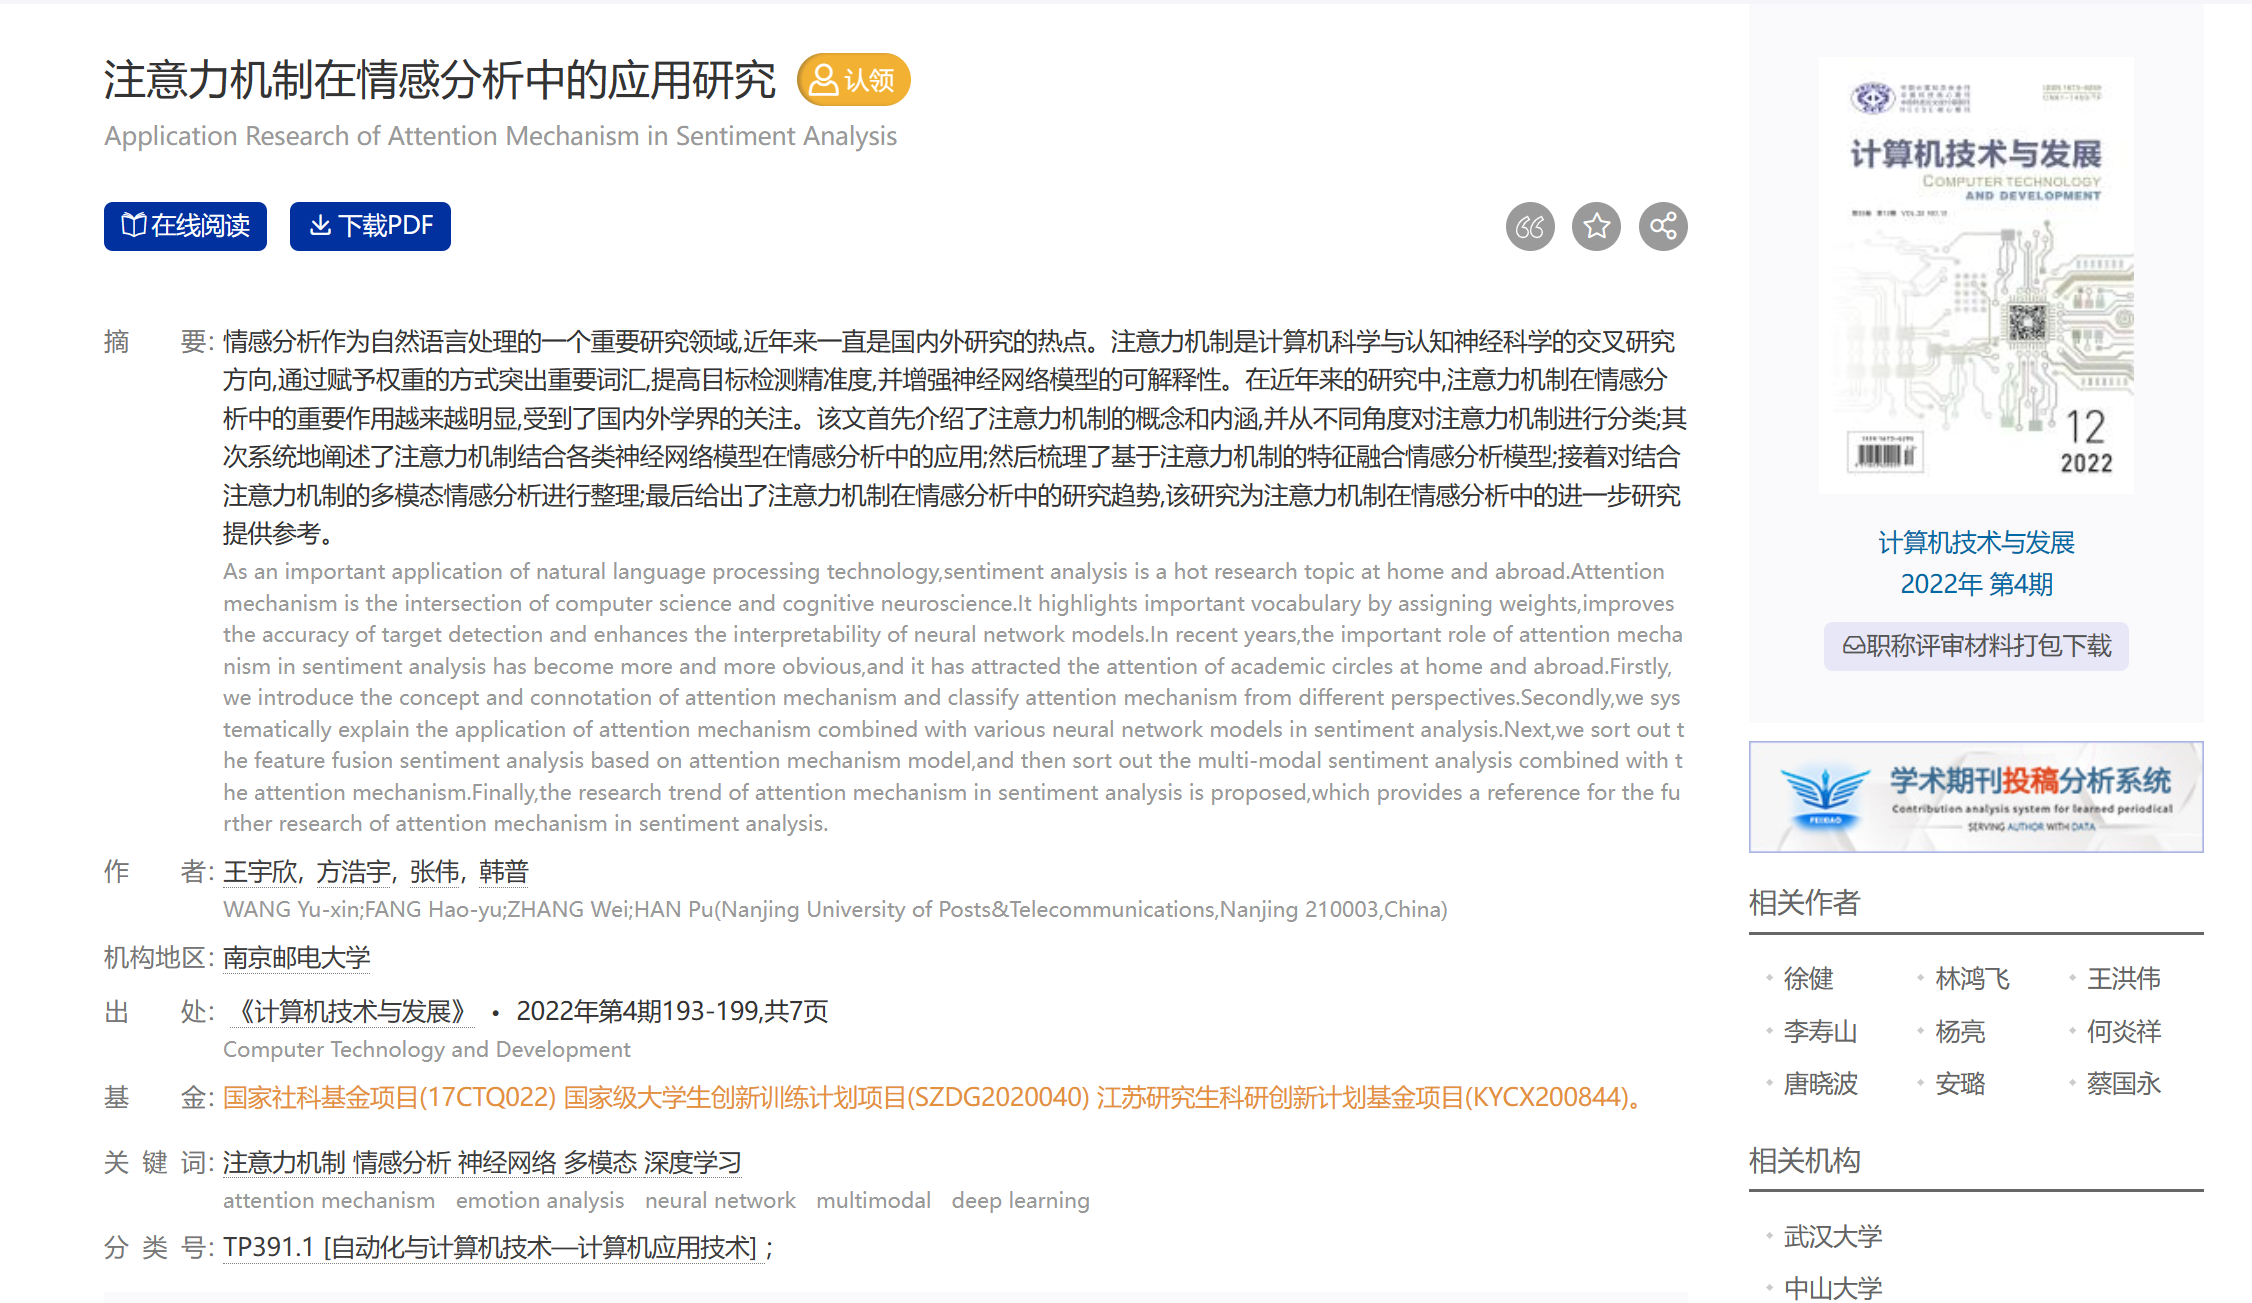 注意力机制在情感分析中的应用研究 认领
Application Research of Attention Mechanism in Sentiment Analysis
在线阅读 下载PDF
摘 要: 情感分析作为自然语言处理的一个重要研究领域,近年来一直是国内外研究的热点。注意力机制是计算机科学与认知神经科学的交叉研究
方向,通过赋予权重的方式突出重要词汇,提高目标检测精准度,并增强神经网络模型的可解释性。在近年来的研究中,注意力机制在情感分
析中的重要作用越来越明显,受到了国内外学界的关注。该文首先介绍了注意力机制的概念和内涵,并从不同角度对注意力机制进行分类;其
次系统地阐述了注意力机制结合各类神经网络模型在情感分析中的应用;然后梳理了基于注意力机制的特征融合情感分析模型;接着对结合
注意力机制的多模态情感分析进行整理;最后给出了注意力机制在情感分析中的研究趋势,该研究为注意力机制在情感分析中的进一步研究
提供参考。
As an important application of natural language processing technology,sentiment analysis is a hot research topic at home and abroad.Attention
mechanism is the intersection of computer science and cognitive neuroscience.It highlights important vocabulary by assigning weights,improves
the accuracy of target detection and enhances the interpretability of neural network models.In recent years,the important role of attention mecha
nism in sentiment analysis has become more and more obvious,and it has attracted the attention of academic circles at home and abroad.Firstly,
we introduce the concept and connotation of attention mechanism and classify attention mechanism from different perspectives.Secondly,we sys
tematically explain the application of attention mechanism combined with various neural network models in sentiment analysis.Next,we sort out t
he feature fusion sentiment analysis based on attention mechanism model,and then sort out the multi-modal sentiment analysis combined with t
he attention mechanism.Finally,the research trend of attention mechanism in sentiment analysis is proposed,which provides a reference for the fu
rther research of attention mechanism in sentiment analysis.
作 者: 王宇欣, 方浩宇, 张伟, 韩普
WANG Yu-xin;FANG Hao-yu;ZHANG Wei;HAN Pu(Nanjing University of Posts&Telecommunications,Nanjing 210003,China)
机构地区: 南京邮电大学
出 处: 《计算机技术与发展》 • 2022年第4期193-199,共7页
Computer Technology and Development
基 金: 国家社科基金项目(17CTQ022) 国家级大学生创新训练计划项目(SZDG2020040) 江苏研究生科研创新计划基金项目(KYCX200844)。
关 键 词: 注意力机制 情感分析 神经网络 多模态 深度学习
attention mechanism emotion analysis neural network multimodal deep learning
分 类 号: TP391.1 [自动化与计算机技术—计算机应用技术] ;
计算机技术与发展
COMPUTER TECHNOLOGY
AND DEVELOPMENT
12
2022
计算机技术与发展
2022年 第4期
职称评审材料打包下载
学术期刊投稿分析系统
Contribution analysis system for learned periodical
SERVING AUTHOR WITH DATA
相关作者
徐健 林鸿飞 王洪伟
李寿山 杨亮 何炎祥
唐晓波 安璐 蔡国永
相关机构
武汉大学
中山大学